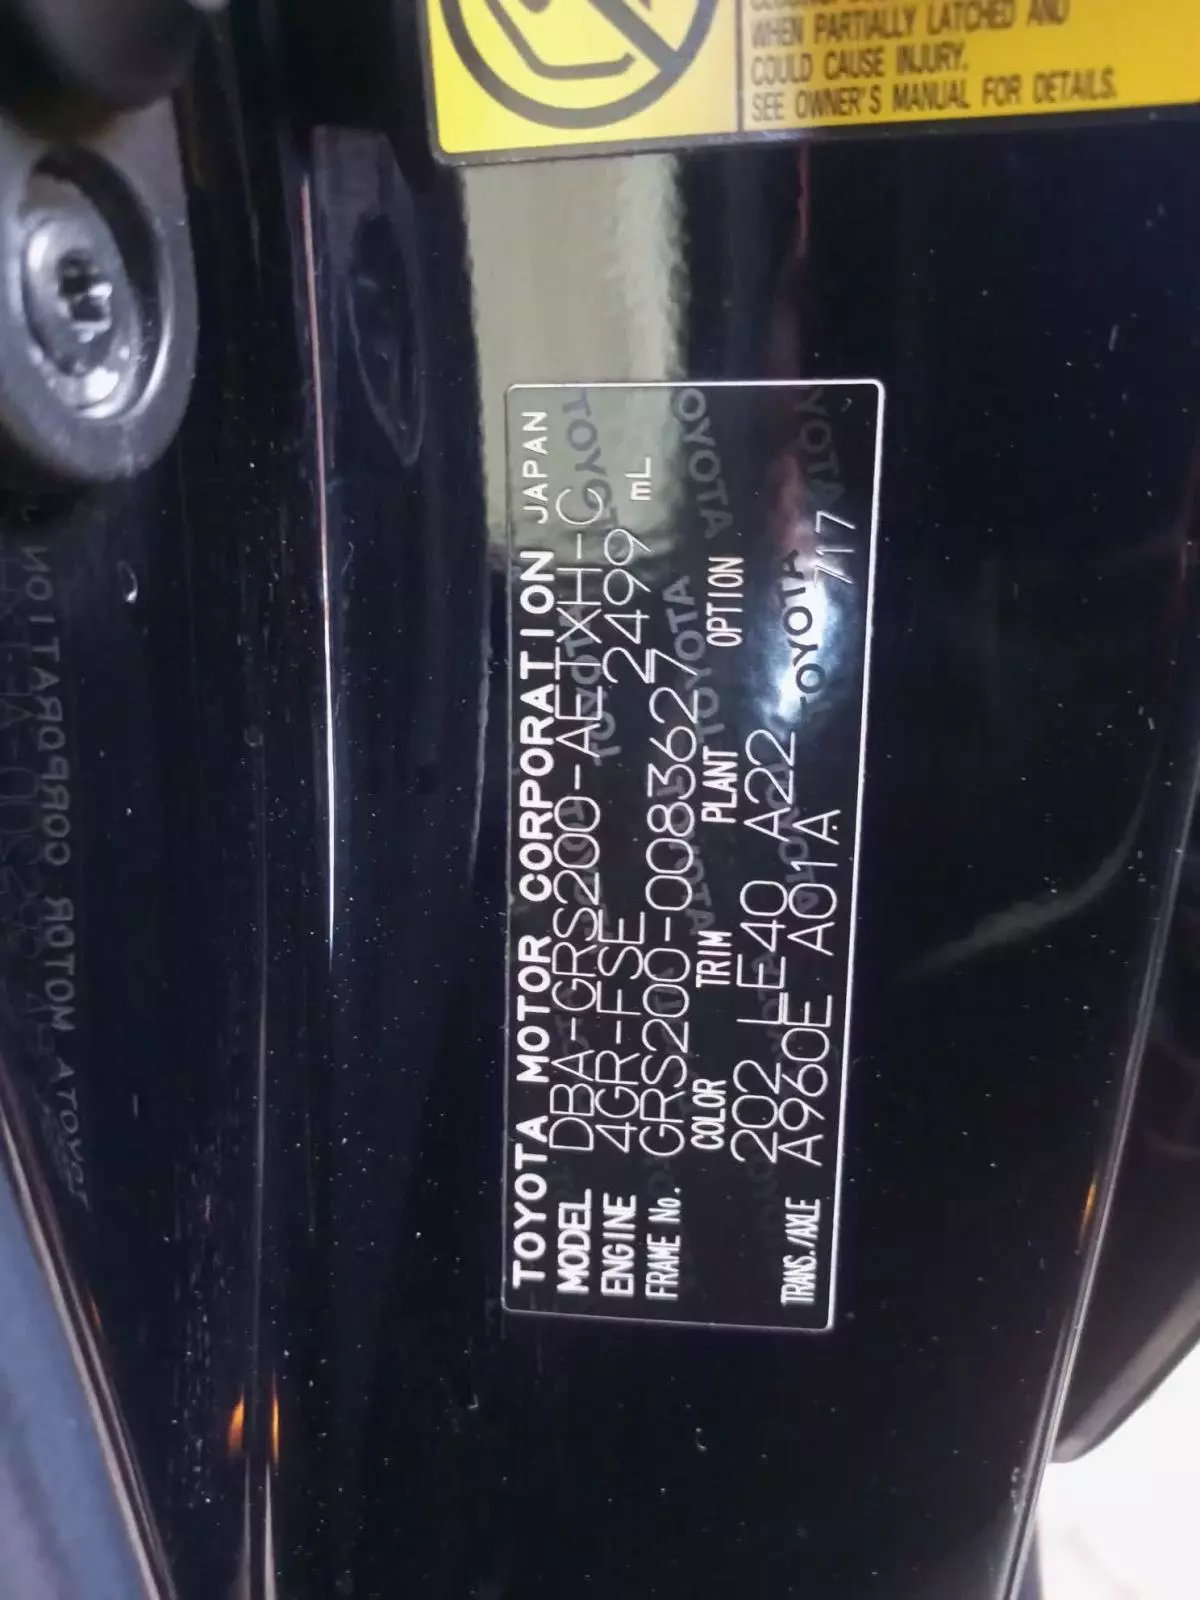 WHEN PARTIALLY LATCHED AND
COULD CAUSE INJURY.
SEE OWNER'S MANUAL FOR DETAILS.
TOYOTA MOTOR CORPORATION JAPAN
MODEL DBA-GRS200-AETXH-C
ENGINE 4GR-FSE 2499 mL
FRAME No. GRS200-0083627
COLOR TRIM PLANT OPTION
202 LE40 A22
TRANS./AXLE A960E A01A 717